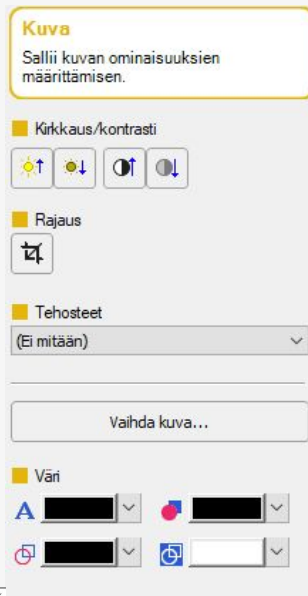 Kuva
Sallii kuvan ominaisuuksien
määrittämisen.
Kirkkaus/kontrasti
Rajaus
Tehosteet
(Ei mitään)
Vaihda kuva...
Väri
A